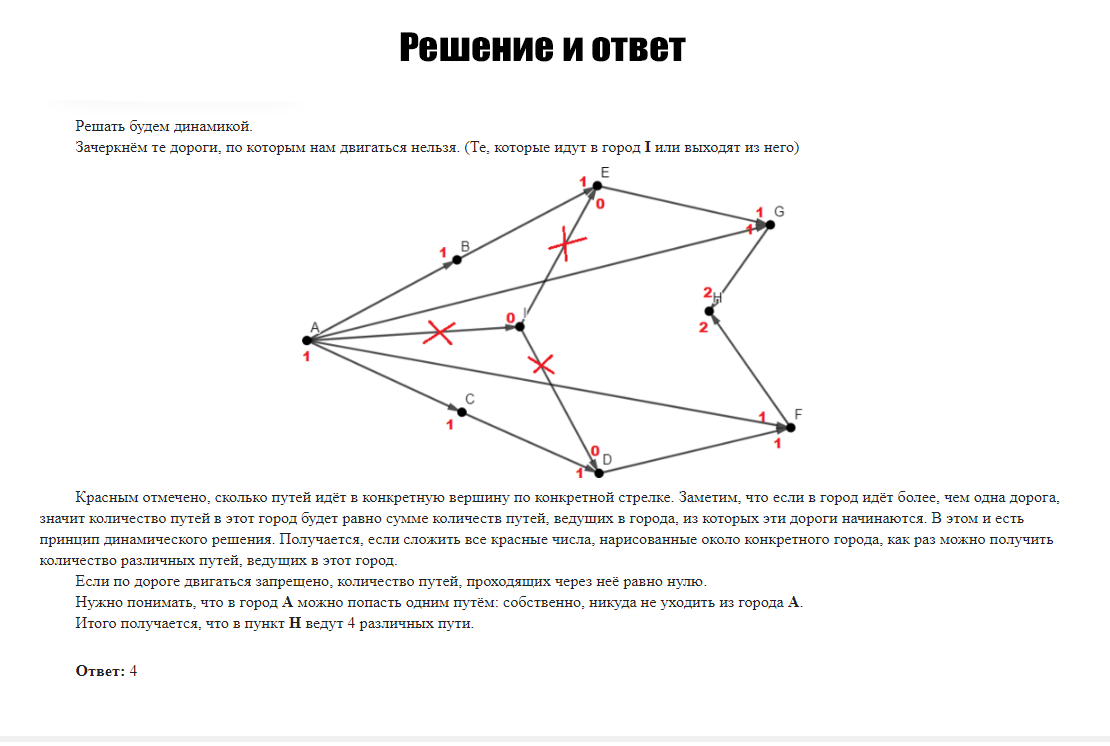 Решение и ответ
Решать будем динамикой.
Зачеркнём те дороги, по которым нам двигаться нельзя. (Те, которые идут в город I или выходят из него)
E
1
0
1
G
1
B
1
2
H
2
0
I
A
1
C
1
1
F
1
0
D
1
Красным отмечено, сколько путей идёт в конкретную вершину по конкретной стрелке. Заметим, что если в город идёт более, чем одна дорога,
значит количество путей в этот город будет равно сумме количеств путей, ведущих в города, из которых эти дороги начинаются. В этом и есть
принцип динамического решения. Получается, если сложить все красные числа, нарисованные около конкретного города, как раз можно получить
количество различных путей, ведущих в этот город.
Если по дороге двигаться запрещено, количество путей, проходящих через неё равно нулю.
Нужно понимать, что в город A можно попасть одним путём: собственно, никуда не уходить из города A.
Итого получается, что в пункт H ведут 4 различных пути.
Ответ: 4